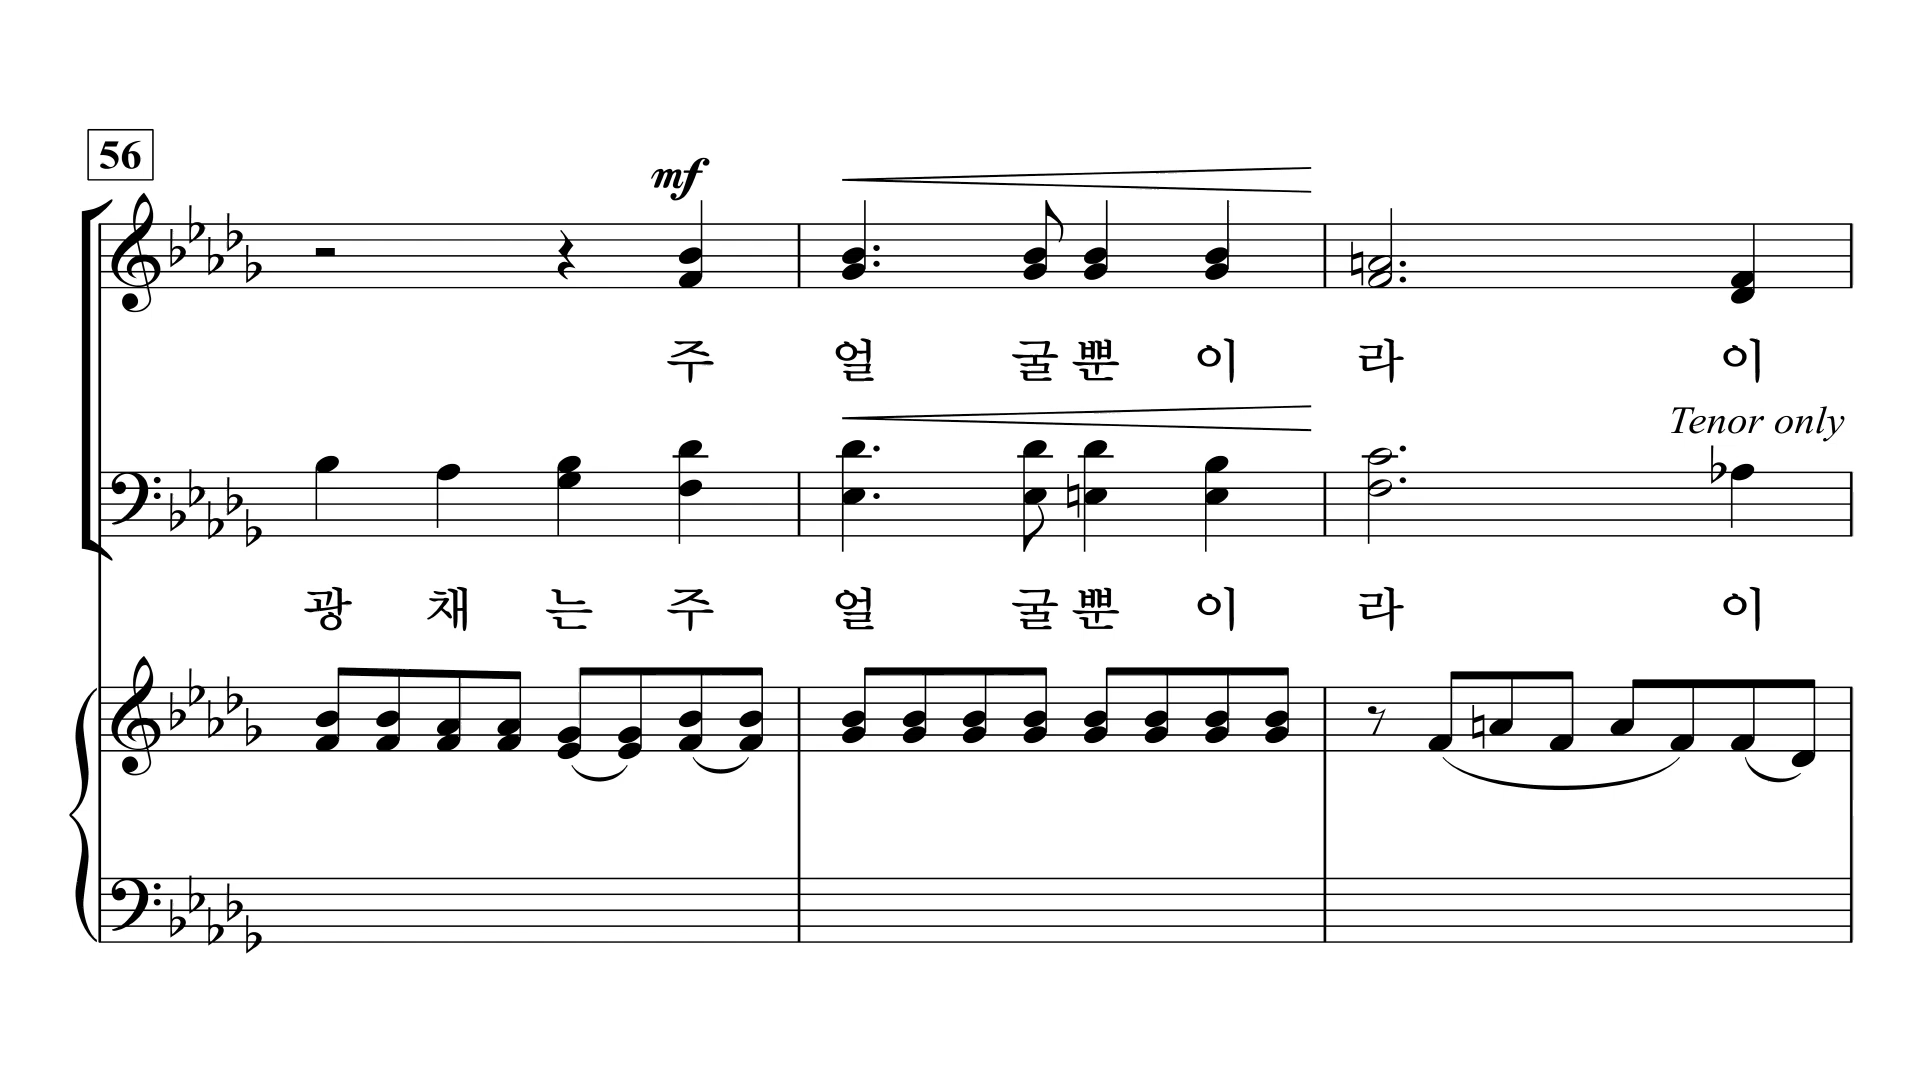 56
mf
주 얼 굴 뿐 이 라 이
Tenor only
광 채 는 주 얼 굴 뿐 이 라 이